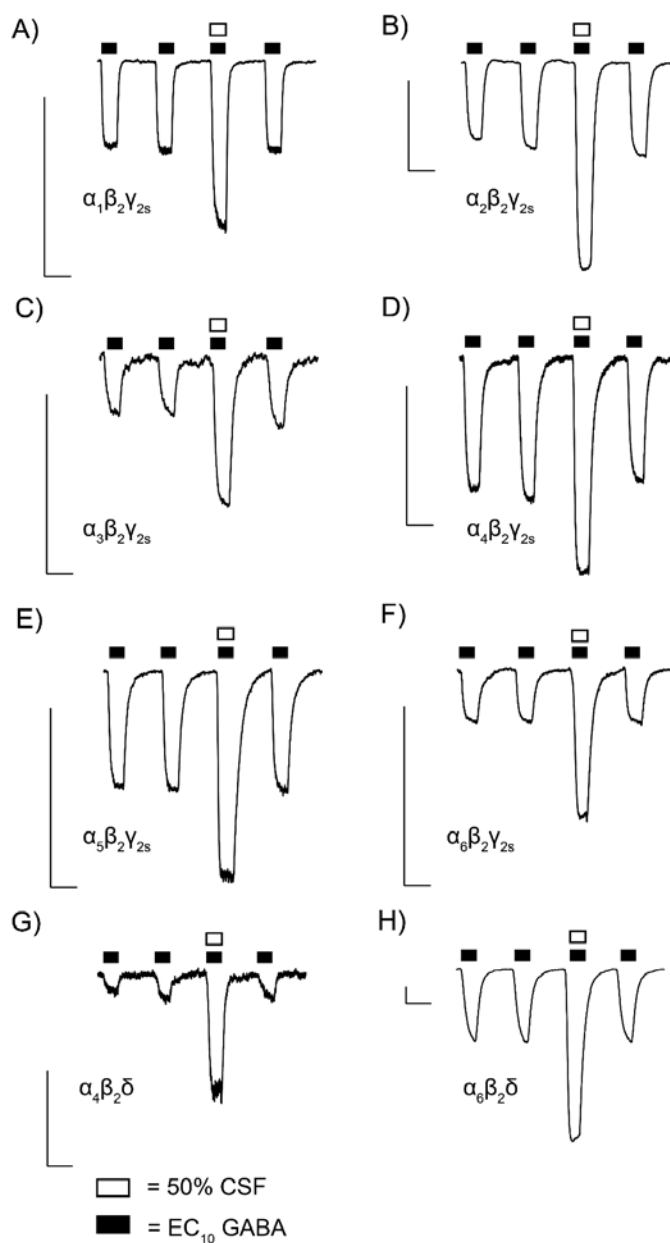 A)
B)
α₁β₂γ₂ₛ
α₂β₂γ₂ₛ
C)
D)
α₃β₂γ₂ₛ
α₄β₂γ₂ₛ
E)
F)
α₅β₂γ₂ₛ
α₆β₂γ₂ₛ
G)
H)
α₄β₂δ
α₆β₂δ
= 50% CSF
= EC₁₀ GABA